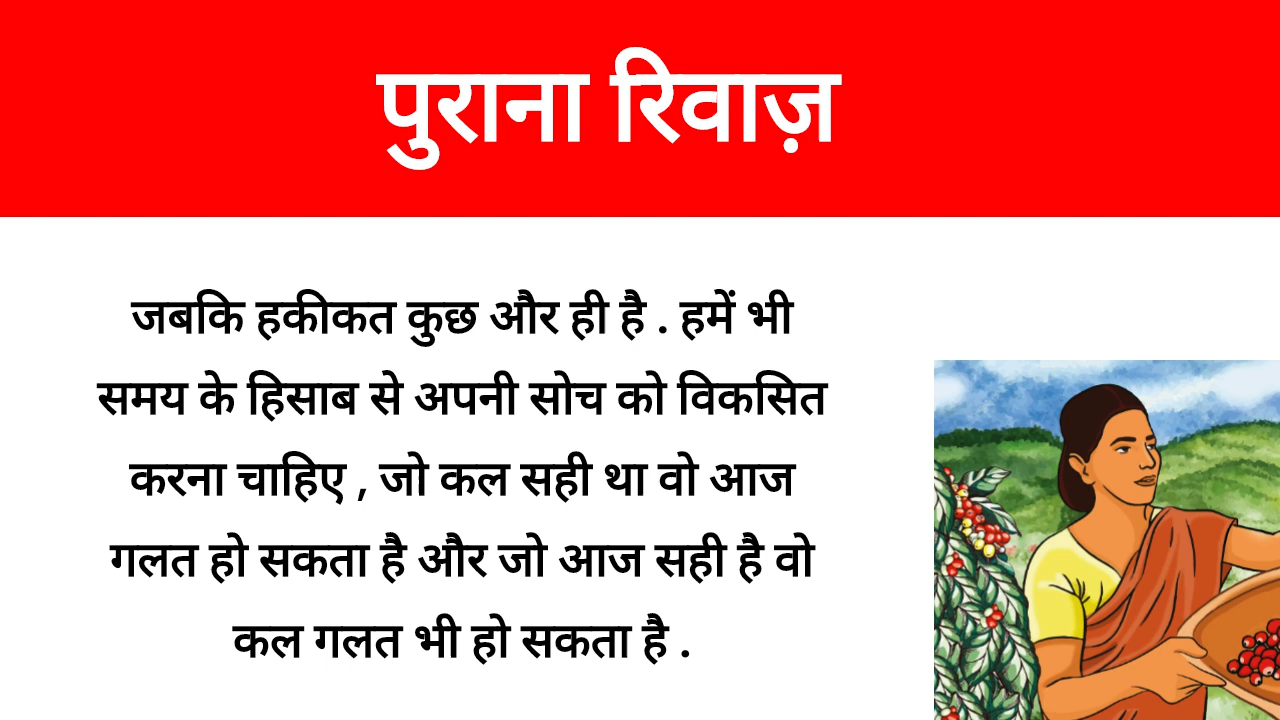 पुराना रिवाज़
जबकि हकीकत कुछ और ही है . हमें भी
समय के हिसाब से अपनी सोच को विकसित
करना चाहिए , जो कल सही था वो आज
गलत हो सकता है और जो आज सही है वो
कल गलत भी हो सकता है .